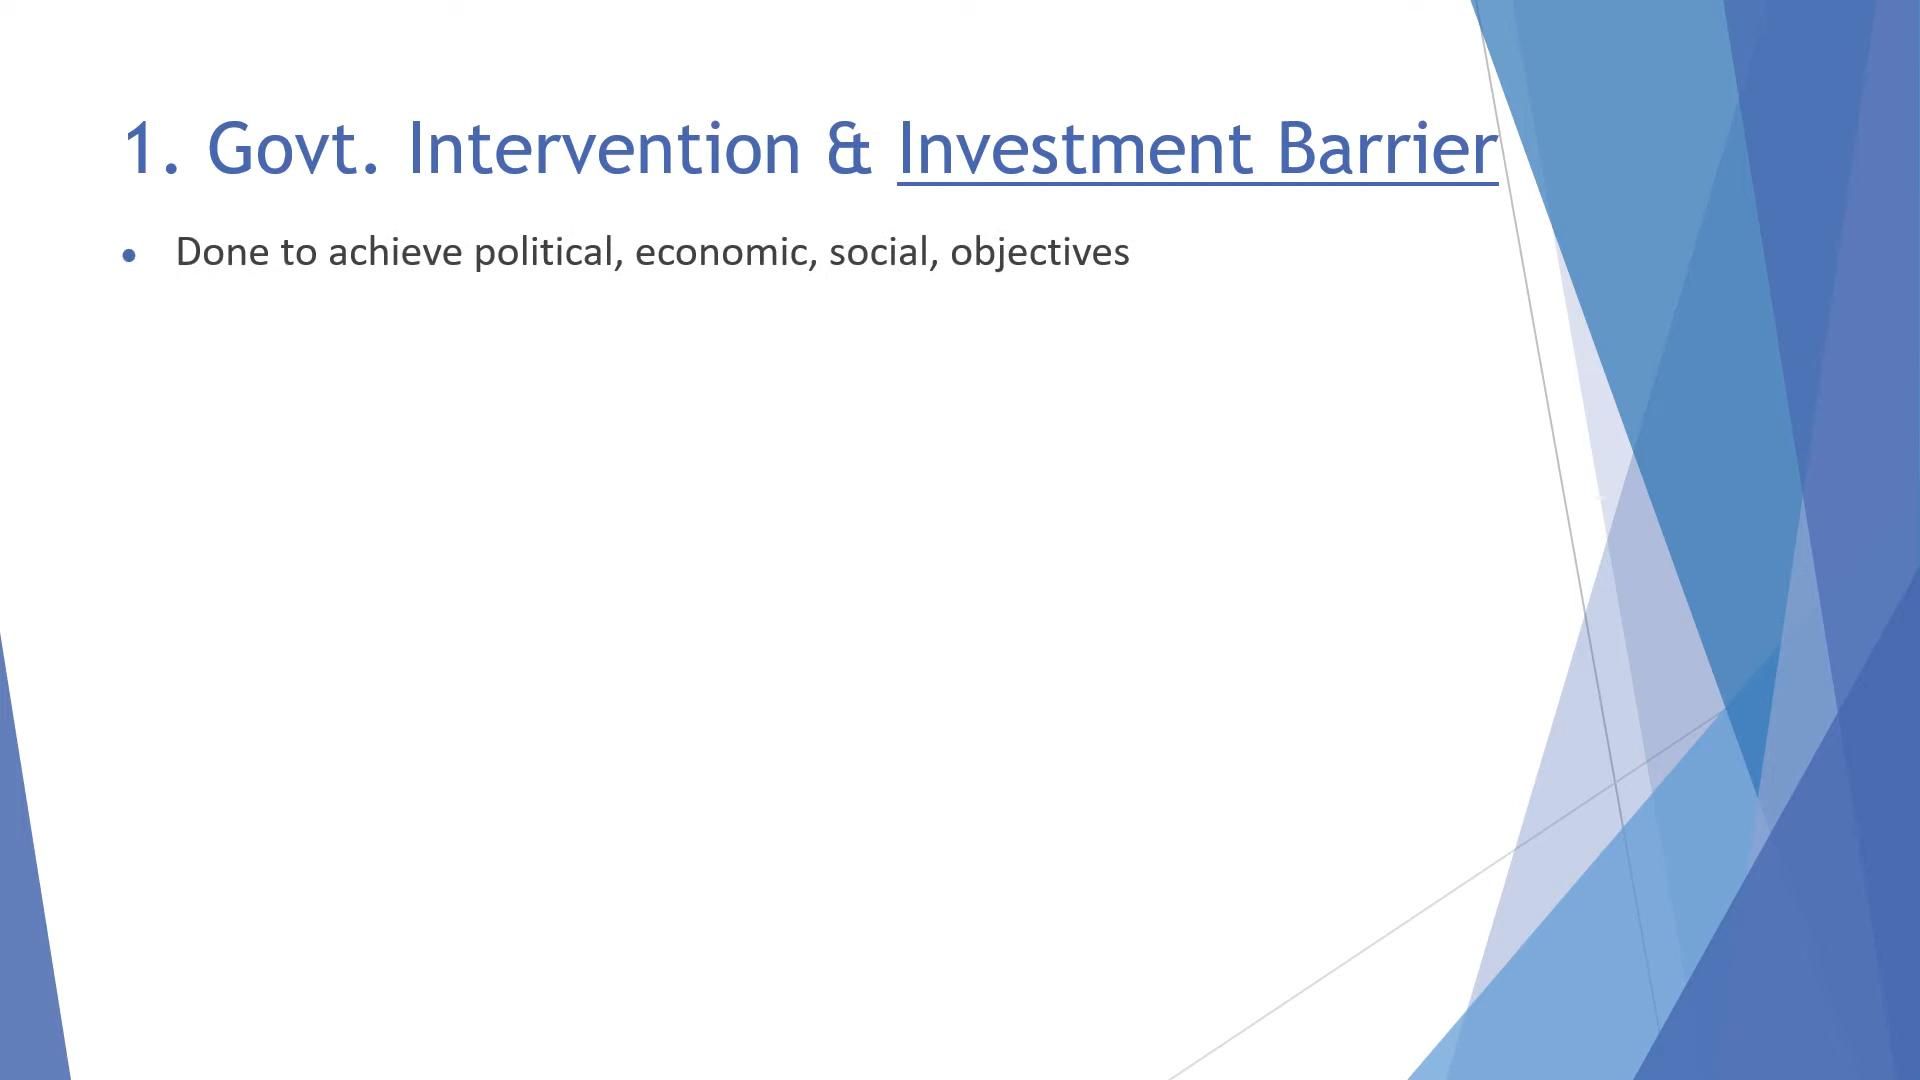 1. Govt. Intervention & Investment Barrier
• Done to achieve political, economic, social, objectives